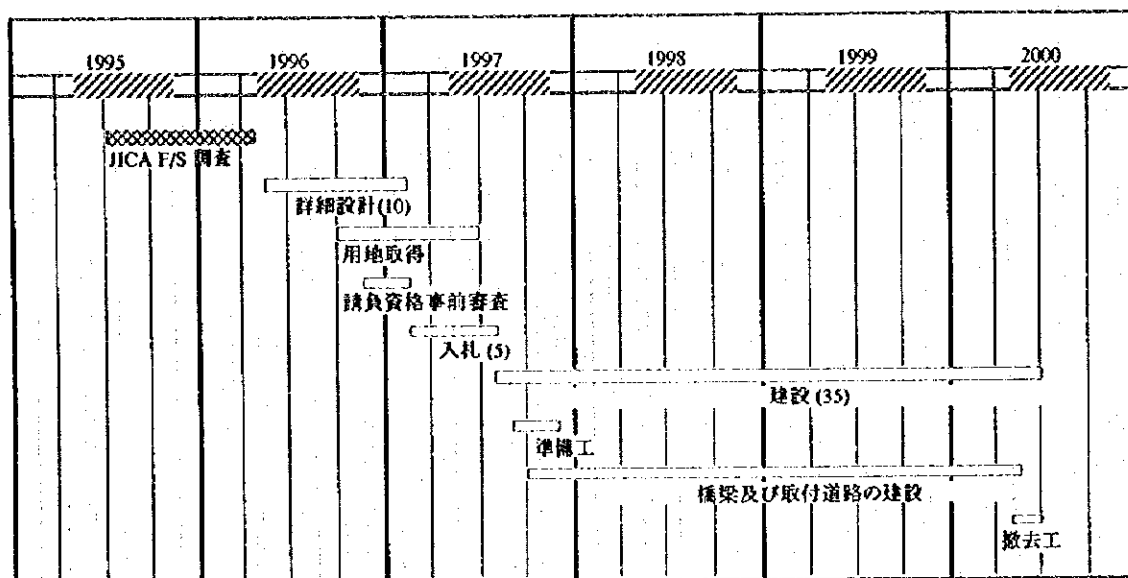 1995 1996 1997 1998 1999 2000
JICA F/S 調査
詳細設計(10)
用地取得
請負資格事前審査
入札 (5)
建設 (35)
準備工
橋梁及び取付道路の建設
撤去工